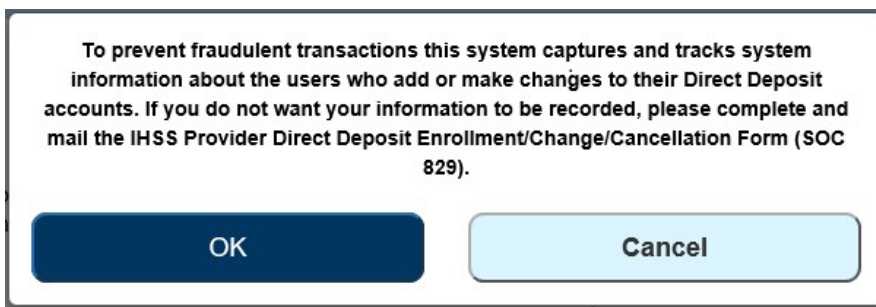 To prevent fraudulent transactions this system captures and tracks system
information about the users who add or make changes to their Direct Deposit
accounts. If you do not want your information to be recorded, please complete and
mail the IHSS Provider Direct Deposit Enrollment/Change/Cancellation Form (SOC
829).
OK
Cancel